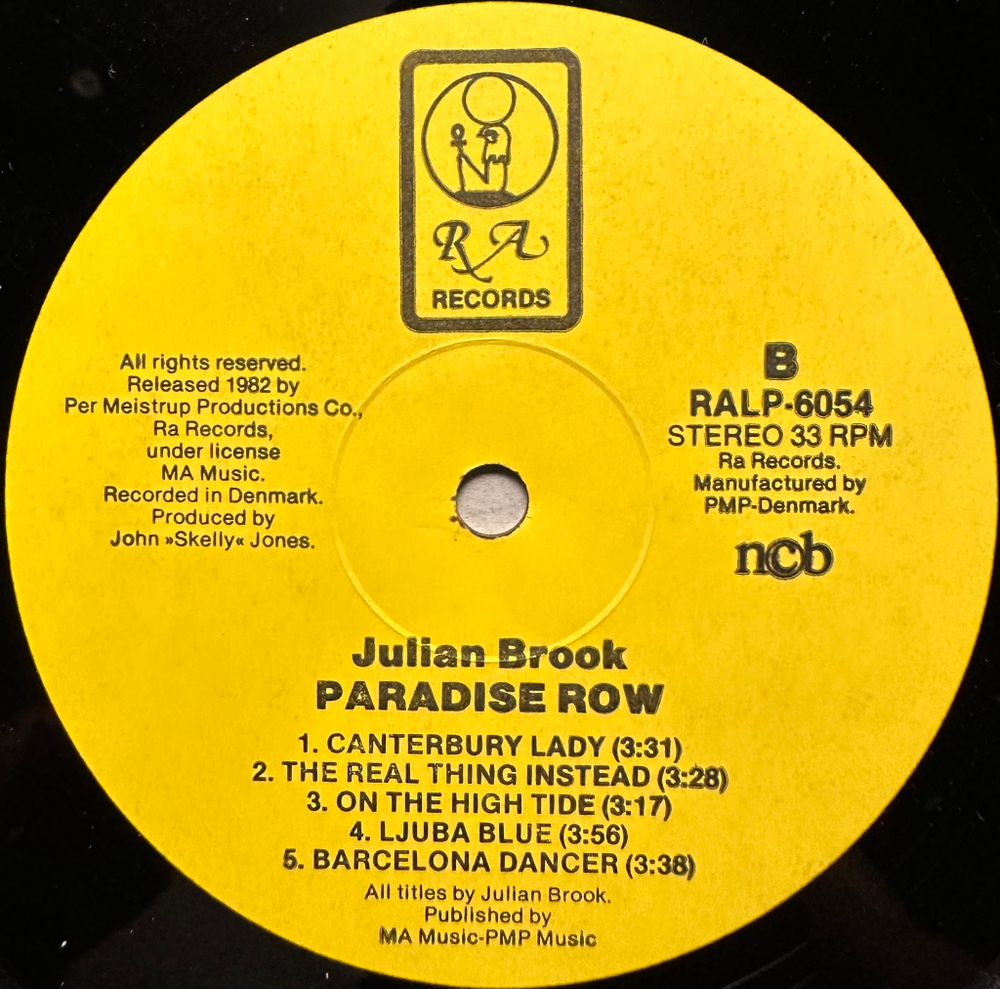 RA
RECORDS
All rights reserved.
Released 1982 by
Per Meistrup Productions Co.,
Ra Records,
under license
MA Music.
Recorded in Denmark.
Produced by
John »Skelly« Jones.
B
RALP-6054
STEREO 33 RPM
Ra Records.
Manufactured by
PMP-Denmark.
ncb
Julian Brook
PARADISE ROW
1. CANTERBURY LADY (3:31)
2. THE REAL THING INSTEAD (3:28)
3. ON THE HIGH TIDE (3:17)
4. LJUBA BLUE (3:56)
5. BARCELONA DANCER (3:38)
All titles by Julian Brook.
Published by
MA Music-PMP Music